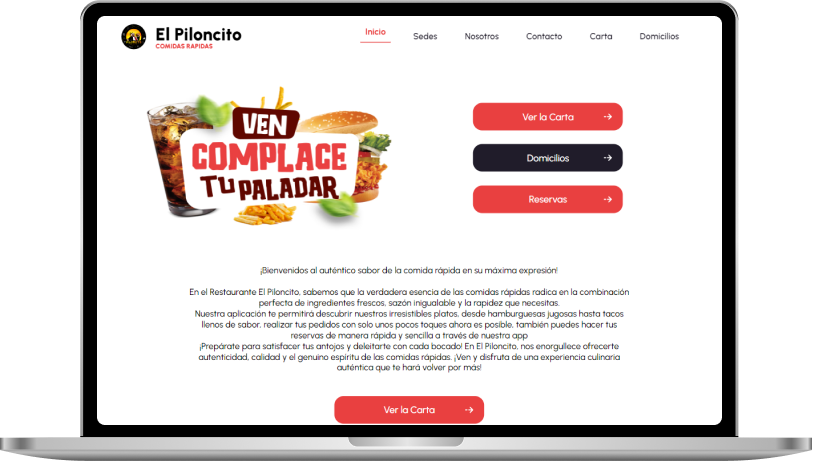 El Piloncito
COMIDAS RAPIDAS
Inicio
Sedes
Nosotros
Contacto
Carta
Domicilios
VEN
COMPLACE
TU PALADAR
Ver la Carta
Domicilios
Reservas
¡Bienvenidos al auténtico sabor de la comida rápida en su máxima expresión!
En el Restaurante El Piloncito, sabemos que la verdadera esencia de las comidas rápidas radica en la combinación
perfecta de ingredientes frescos, sazón inigualable y la rapidez que necesitas.
Nuestra aplicación te permitirá descubrir nuestros irresistibles platos, desde hamburguesas jugosas hasta tacos
llenos de sabor, realizar tus pedidos con solo unos pocos toques ahora es posible, también puedes hacer tus
reservas de manera rápida y sencilla a través de nuestra app
¡Prepárate para satisfacer tus antojos y deleitarte con cada bocado! En El Piloncito, nos enorgullece ofrecerte
autenticidad, calidad y el genuino espíritu de las comidas rápidas. ¡Ven y disfruta de una experiencia culinaria
auténtica que te hará volver por más!
Ver la Carta